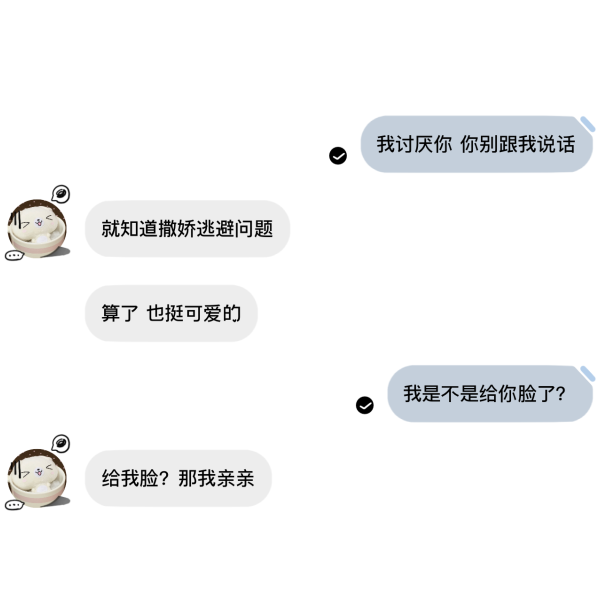 我讨厌你 你别跟我说话
就知道撒娇逃避问题
算了 也挺可爱的
我是不是给你脸了?
给我脸? 那我亲亲